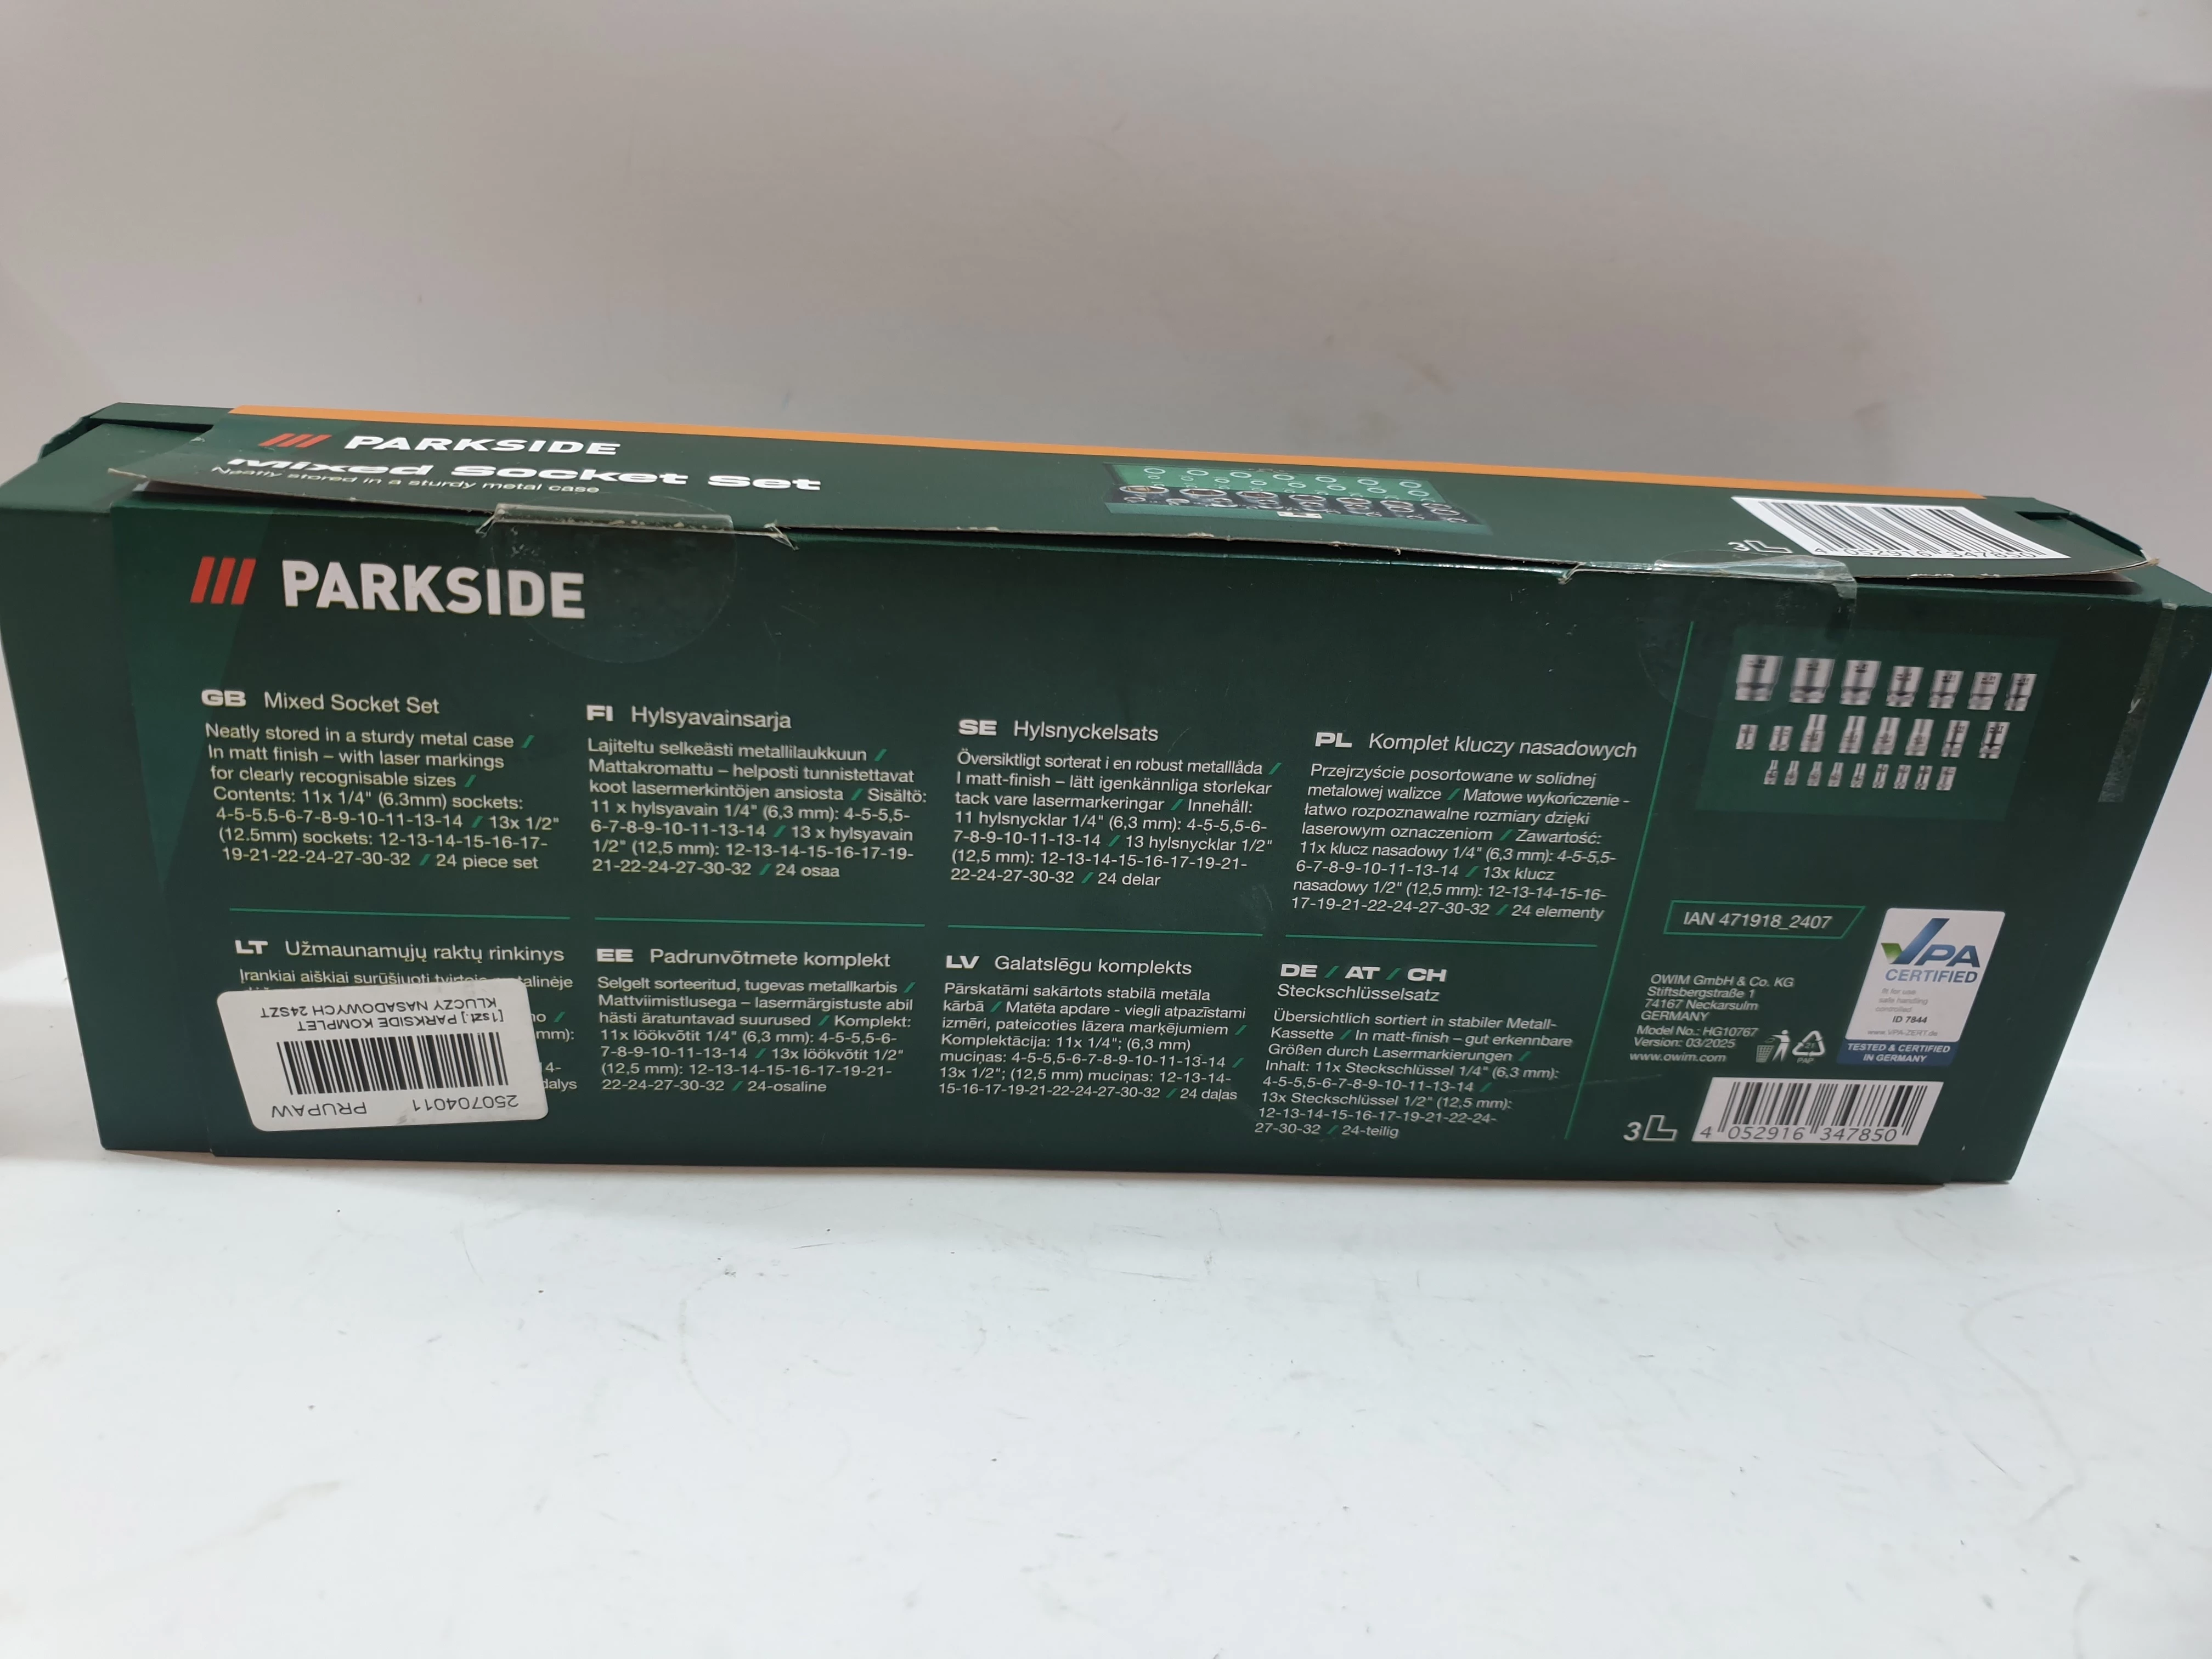 PARKSIDE
Mixed Socket Set
Neatly stored in a sturdy metal case
3L
4 052916 347850
PARKSIDE
GB Mixed Socket Set
Neatly stored in a sturdy metal case /
In matt finish – with laser markings
for clearly recognisable sizes /
Contents: 11x 1/4" (6.3mm) sockets:
4-5-5.5-6-7-8-9-10-11-13-14 / 13x 1/2"
(12.5mm) sockets: 12-13-14-15-16-17-
19-21-22-24-27-30-32 / 24 piece set
FI Hylsyavainsarja
Lajiteltu selkeästi metallilaukkuun /
Mattakromattu – helposti tunnistettavat
koot lasermerkintöjen ansiosta / Sisältö:
11 x hylsyavain 1/4" (6,3 mm): 4-5-5,5-
6-7-8-9-10-11-13-14 / 13 x hylsyavain
1/2" (12,5 mm): 12-13-14-15-16-17-19-
21-22-24-27-30-32 / 24 osaa
SE Hylsnyckelsats
Översiktligt sorterat i en robust metallåda /
I matt-finish – lätt igenkännliga storlekar
tack vare lasermarkeringar / Innehåll:
11 hylsnycklar 1/4" (6,3 mm): 4-5-5,5-6-
7-8-9-10-11-13-14 / 13 hylsnycklar 1/2"
(12,5 mm): 12-13-14-15-16-17-19-21-
22-24-27-30-32 / 24 delar
PL Komplet kluczy nasadowych
Przejrzyście posortowane w solidnej
metalowej walizce / Matowe wykończenie -
łatwo rozpoznawalne rozmiary dzięki
laserowym oznaczeniom / Zawartość:
11x klucz nasadowy 1/4" (6,3 mm): 4-5-5,5-
6-7-8-9-10-11-13-14 / 13x klucz
nasadowy 1/2" (12,5 mm): 12-13-14-15-16-
17-19-21-22-24-27-30-32 / 24 elementy
LT Užmaunamųjų raktų rinkinys
Įrankiai aiškiai surūšiuoti
mm):
14-
dalys
[1szt.] PARKSIDE KOMPLET
KLUCZY NASADOWYCH 24SZT
250704011 PRUPAW
EE Padrunvõtmete komplekt
Selgelt sorteeritud, tugevas metallkarbis /
Mattviimistlusega – lasermärgistuste abil
hästi äratuntavad suurused / Komplekt:
11x löökvõtit 1/4" (6,3 mm): 4-5-5,5-6-
7-8-9-10-11-13-14 / 13x löökvõtit 1/2"
(12,5 mm): 12-13-14-15-16-17-19-21-
22-24-27-30-32 / 24-osaline
LV Galatslēgu komplekts
Pārskatāmi sakārtots stabilā metāla
kārbā / Matēta apdare - viegli atpazīstami
izmēri, pateicoties lāzera marķējumiem /
Komplektācija: 11x 1/4"; (6,3 mm)
muciņas: 4-5-5,5-6-7-8-9-10-11-13-14 /
13x 1/2"; (12,5 mm) muciņas: 12-13-14-
15-16-17-19-21-22-24-27-30-32 / 24 daļas
DE / AT / CH
Steckschlüsselsatz
Übersichtlich sortiert in stabiler Metall-
Kassette / In matt-finish – gut erkennbare
Größen durch Lasermarkierungen /
Inhalt: 11x Steckschlüssel 1/4" (6,3 mm):
4-5-5,5-6-7-8-9-10-11-13-14 /
13x Steckschlüssel 1/2" (12,5 mm):
12-13-14-15-16-17-19-21-22-24-
27-30-32 / 24-teilig
IAN 471918_2407
OWIM GmbH & Co. KG
Stiftsbergstraße 1
74167 Neckarsulm
GERMANY
Model No.: HG10767
Version: 03/2025
www.owim.com
21
PAP
VPA
CERTIFIED
fit for use
safe handling
controlled
ID 7844
www.VPA-ZERT.de
TESTED & CERTIFIED
IN GERMANY
3L
4 052916 347850